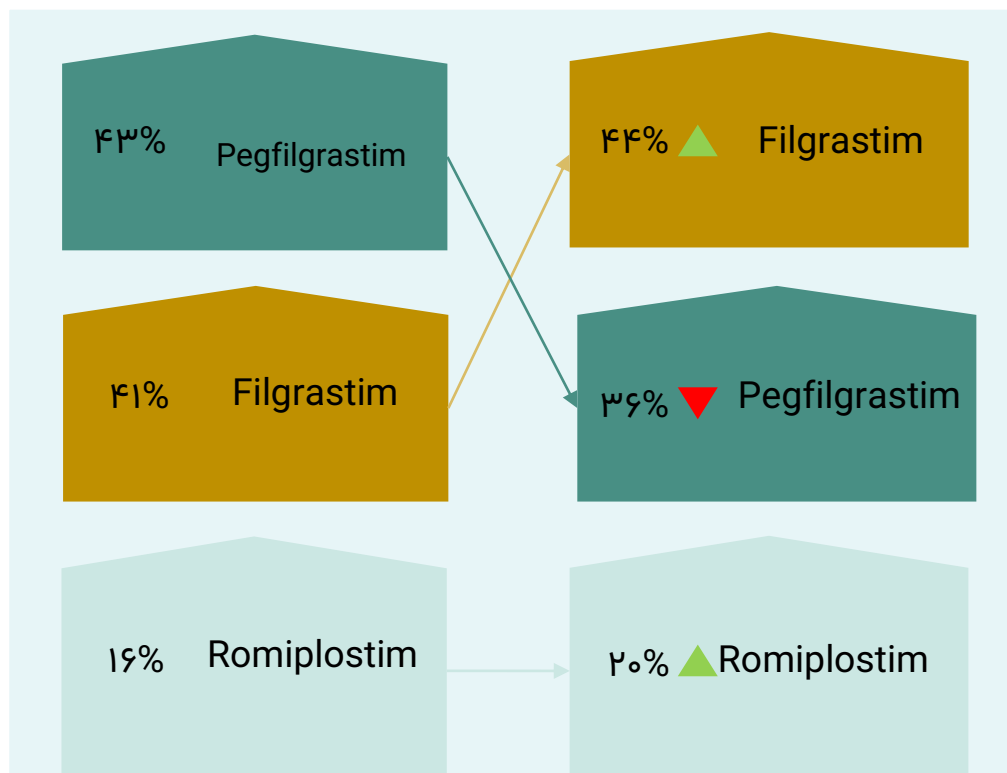 ۴۳% Pegfilgrastim
۴۴% Filgrastim
۴۱% Filgrastim
۳۶% Pegfilgrastim
۱۶% Romiplostim
۲۰% Romiplostim